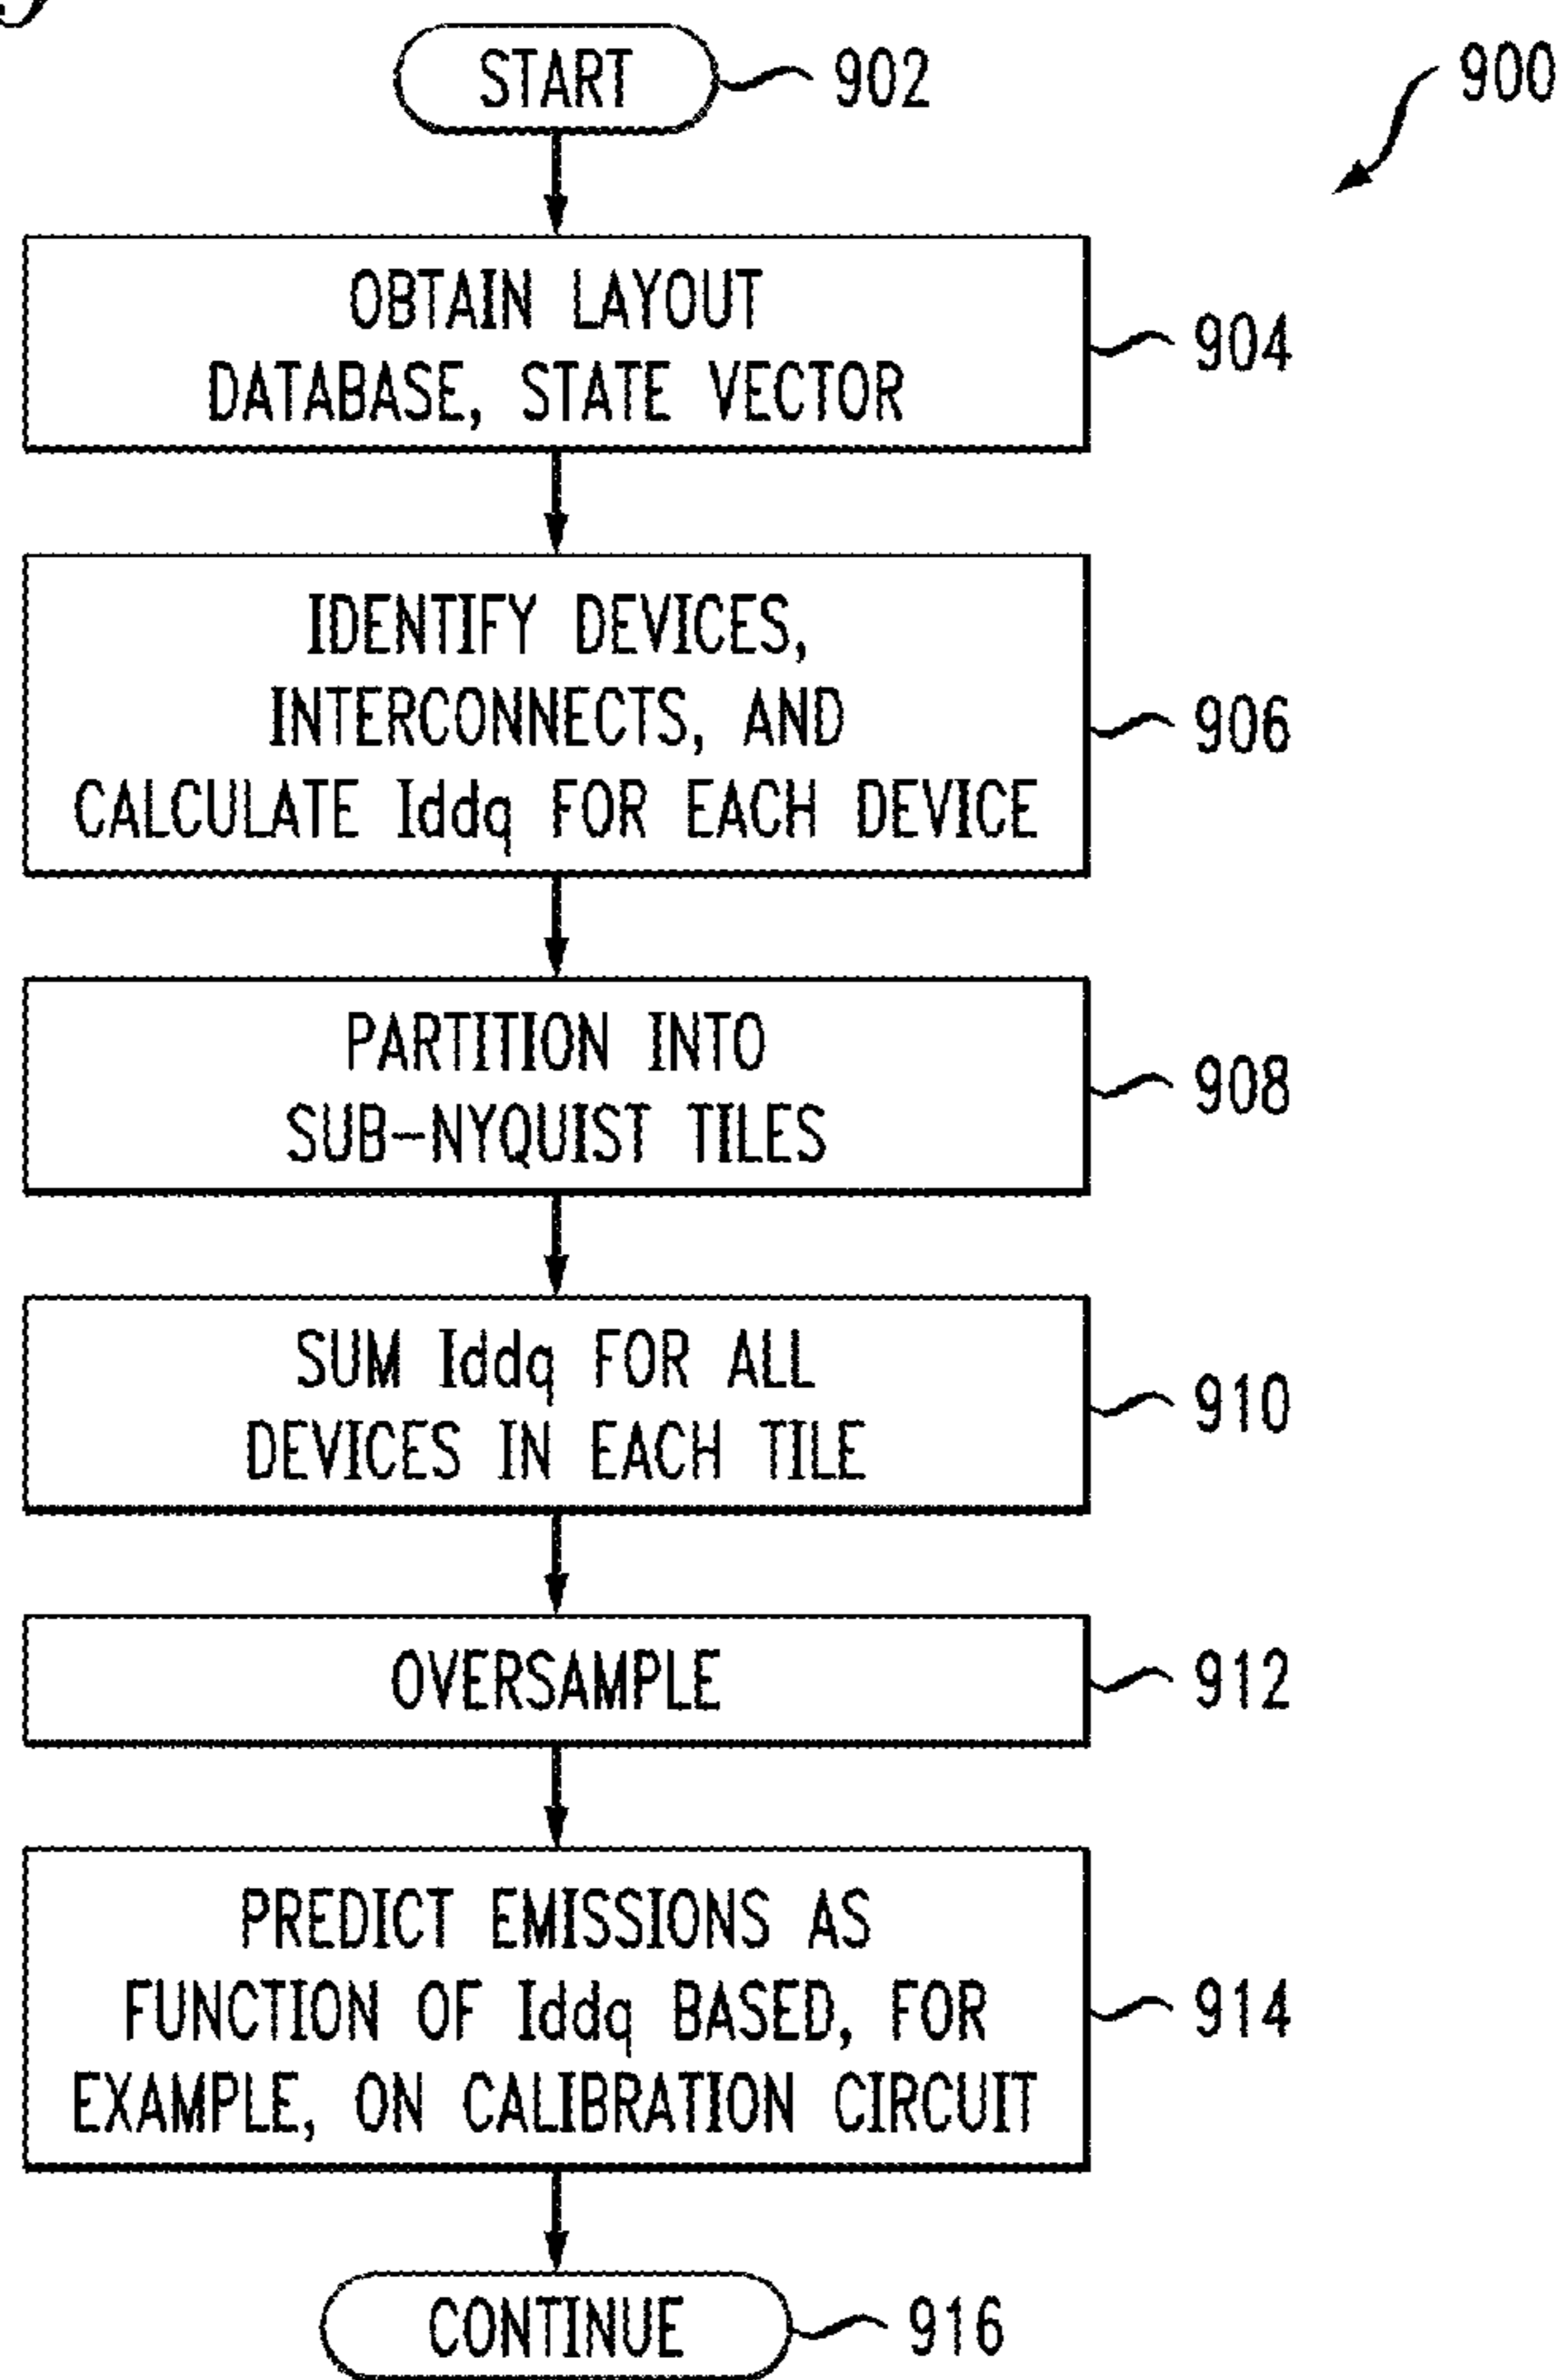 START
902
900
OBTAIN LAYOUT
DATABASE, STATE VECTOR
904
IDENTIFY DEVICES,
INTERCONNECTS, AND
CALCULATE Iddq FOR EACH DEVICE
906
PARTITION INTO
SUB-NYQUIST TILES
908
SUM Iddq FOR ALL
DEVICES IN EACH TILE
910
OVERSAMPLE
912
PREDICT EMISSIONS AS
FUNCTION OF Iddq BASED, FOR
EXAMPLE, ON CALIBRATION CIRCUIT
914
CONTINUE
916